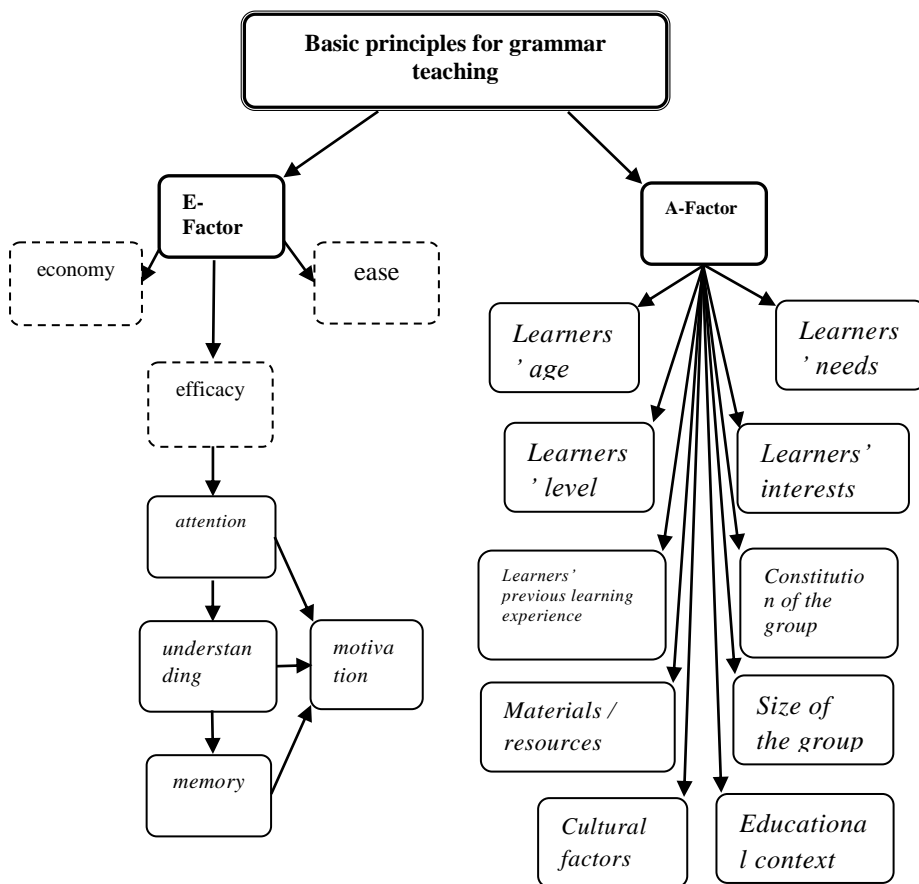 Basic principles for grammar
teaching
E-
Factor
A-Factor
economy
ease
efficacy
attention
understan
ding
motiva
tion
memory
Learners
’ age
Learners
’ needs
Learners
’ level
Learners’
interests
Learners’
previous learning
experience
Constitutio
n of the
group
Materials /
resources
Size of
the group
Cultural
factors
Educationa
l context